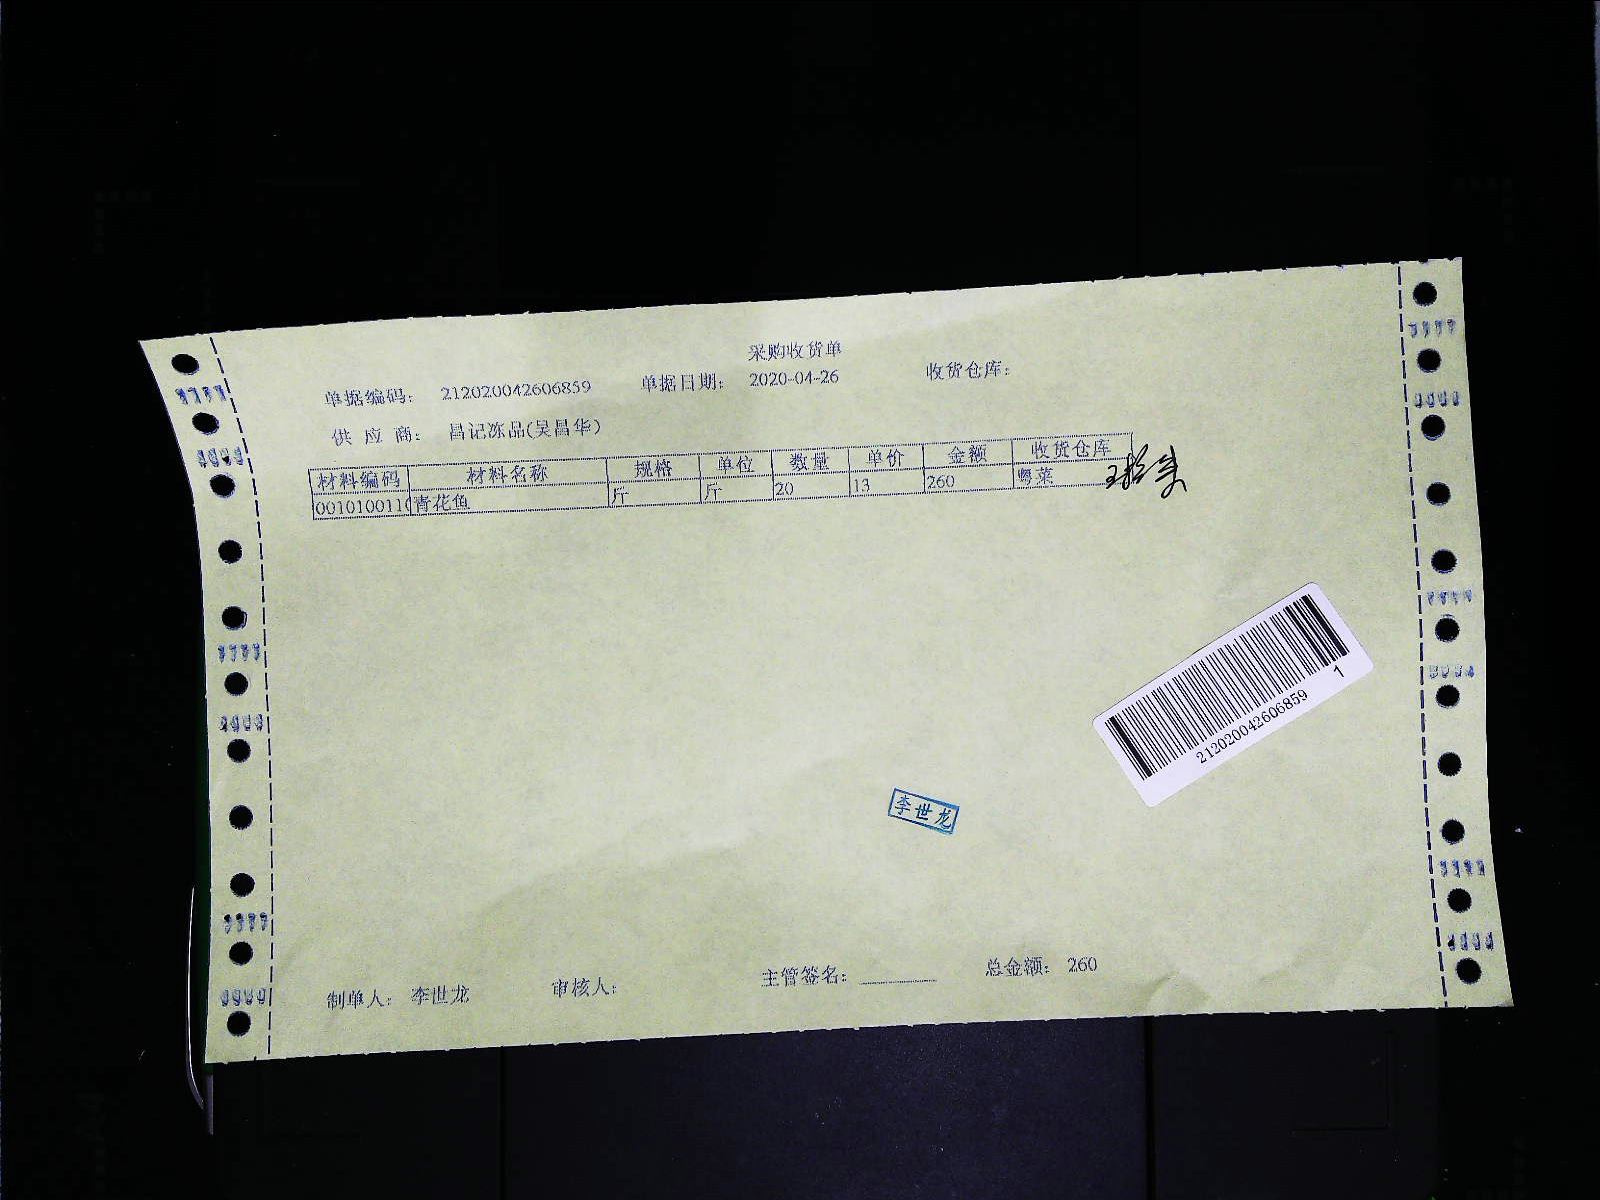 采购收货单
单据编码： 212020042606859 单据日期： 2020-04-26 收货仓库：
供 应 商： 昌记冻品(吴昌华)
材料编码 材料名称 规格 单位 数量 单价 金额 收货仓库
0010100110 青花鱼 斤 斤 20 13 260 粤菜
212020042606859 1
李世龙
制单人： 李世龙 审核人： 主管签名： 总金额： 260